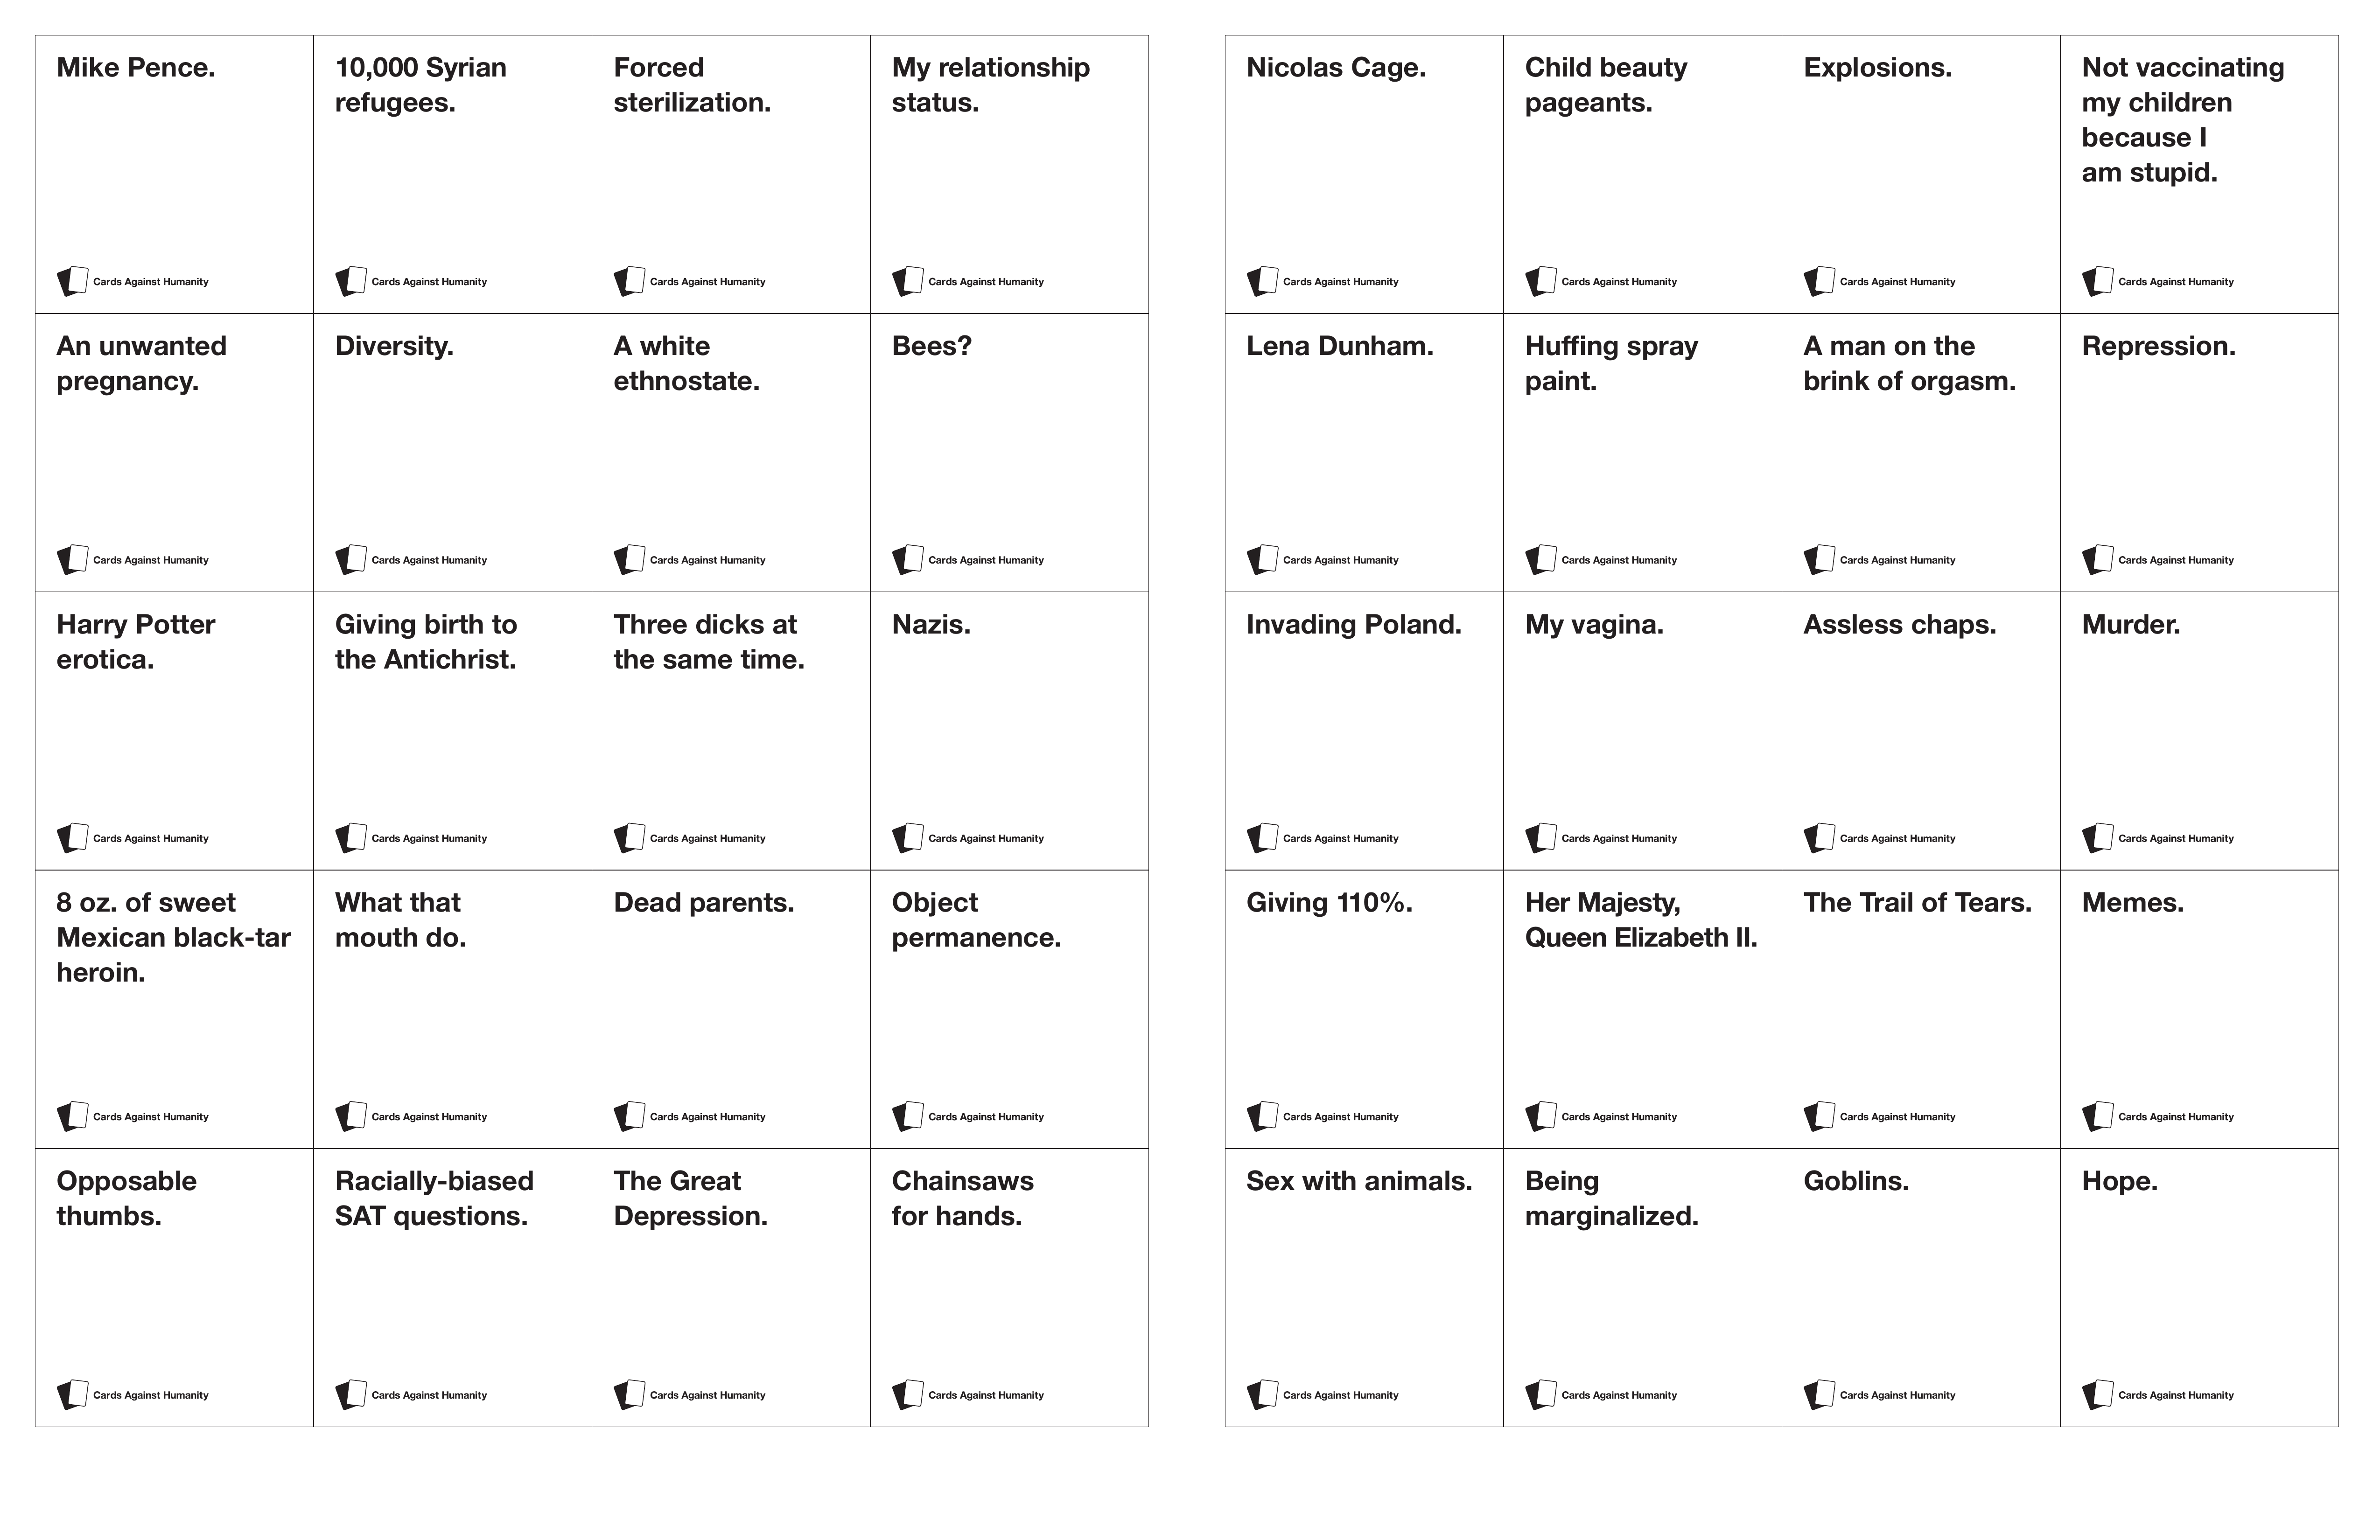 Mike Pence.
Cards Against Humanity
10,000 Syrian
refugees.
Cards Against Humanity
Forced
sterilization.
Cards Against Humanity
My relationship
status.
Cards Against Humanity
An unwanted
pregnancy.
Cards Against Humanity
Diversity.
Cards Against Humanity
A white
ethnostate.
Cards Against Humanity
Bees?
Cards Against Humanity
Harry Potter
erotica.
Cards Against Humanity
Giving birth to
the Antichrist.
Cards Against Humanity
Three dicks at
the same time.
Cards Against Humanity
Nazis.
Cards Against Humanity
8 oz. of sweet
Mexican black-tar
heroin.
Cards Against Humanity
What that
mouth do.
Cards Against Humanity
Dead parents.
Cards Against Humanity
Object
permanence.
Cards Against Humanity
Opposable
thumbs.
Cards Against Humanity
Racially-biased
SAT questions.
Cards Against Humanity
The Great
Depression.
Cards Against Humanity
Chainsaws
for hands.
Cards Against Humanity
Nicolas Cage.
Cards Against Humanity
Child beauty
pageants.
Cards Against Humanity
Explosions.
Cards Against Humanity
Not vaccinating
my children
because I
am stupid.
Cards Against Humanity
Lena Dunham.
Cards Against Humanity
Huffing spray
paint.
Cards Against Humanity
A man on the
brink of orgasm.
Cards Against Humanity
Repression.
Cards Against Humanity
Invading Poland.
Cards Against Humanity
My vagina.
Cards Against Humanity
Assless chaps.
Cards Against Humanity
Murder.
Cards Against Humanity
Giving 110%.
Cards Against Humanity
Her Majesty,
Queen Elizabeth II.
Cards Against Humanity
The Trail of Tears.
Cards Against Humanity
Memes.
Cards Against Humanity
Sex with animals.
Cards Against Humanity
Being
marginalized.
Cards Against Humanity
Goblins.
Cards Against Humanity
Hope.
Cards Against Humanity